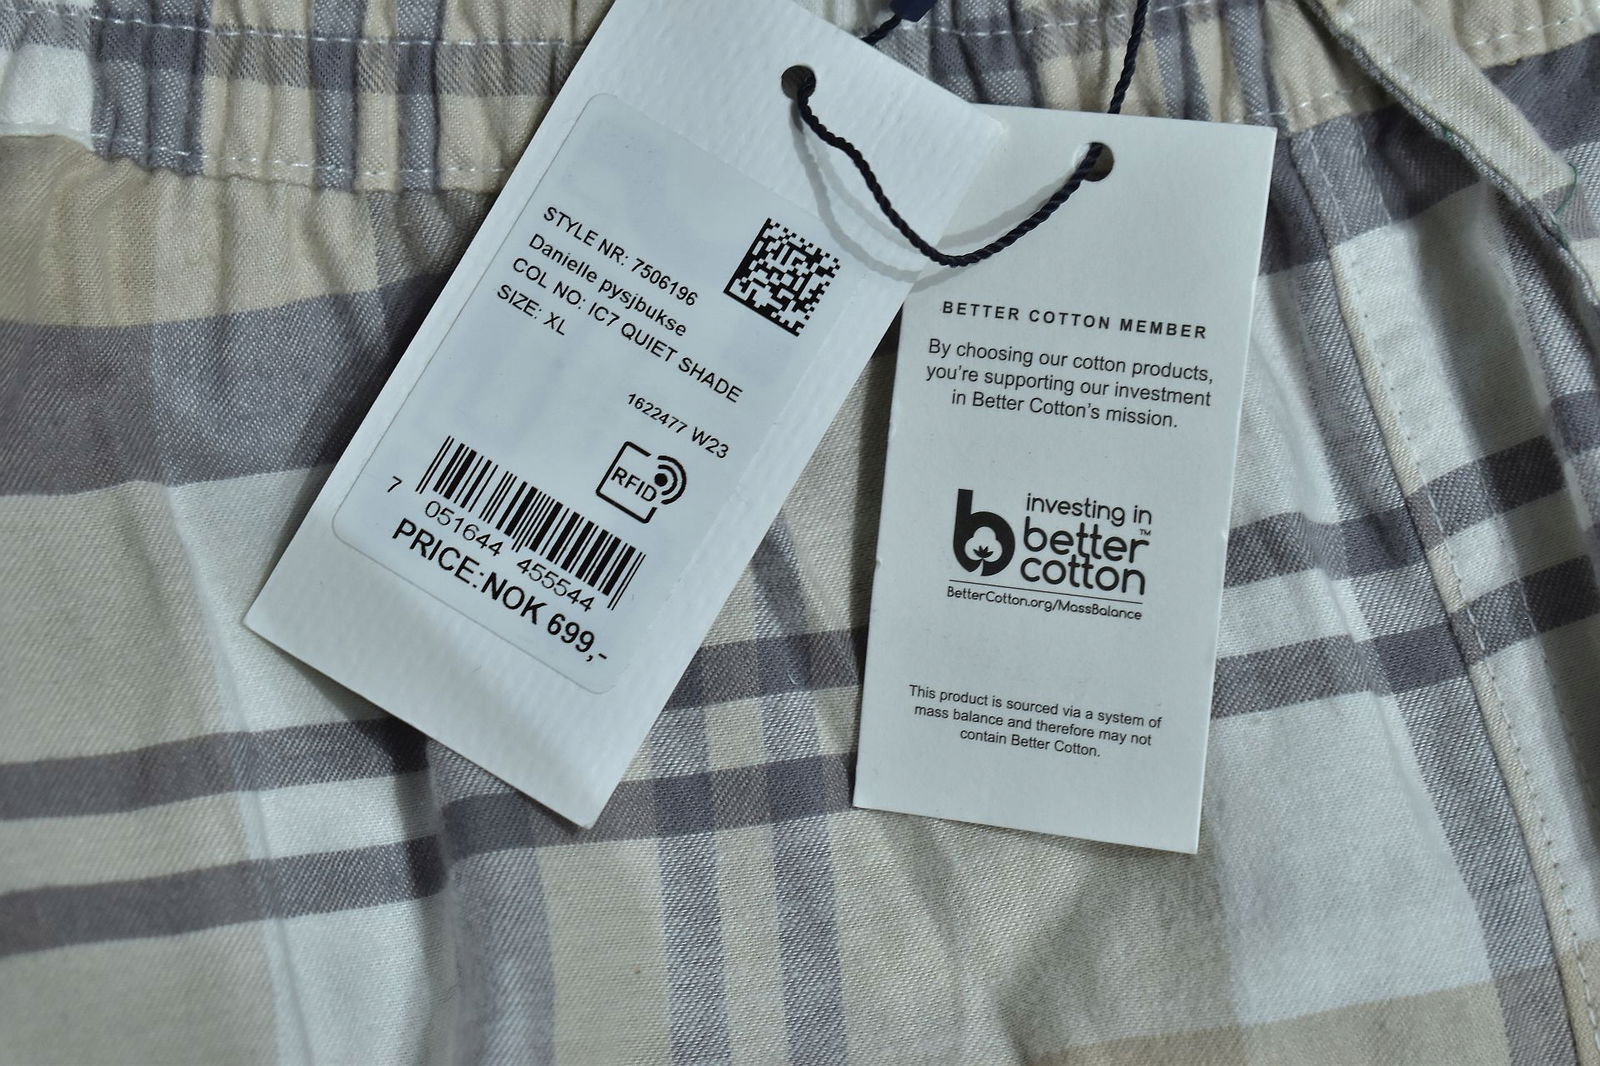 STYLE NR: 7506196
Danielle pysjbukse
COL NO: IC7 QUIET SHADE
SIZE: XL
1622477 W23
RFID
7 051644 455544
PRICE:NOK 699,-
BETTER COTTON MEMBER
By choosing our cotton products,
you're supporting our investment
in Better Cotton's mission.
investing in
better™
cotton
BetterCotton.org/MassBalance
This product is sourced via a system of
mass balance and therefore may not
contain Better Cotton.